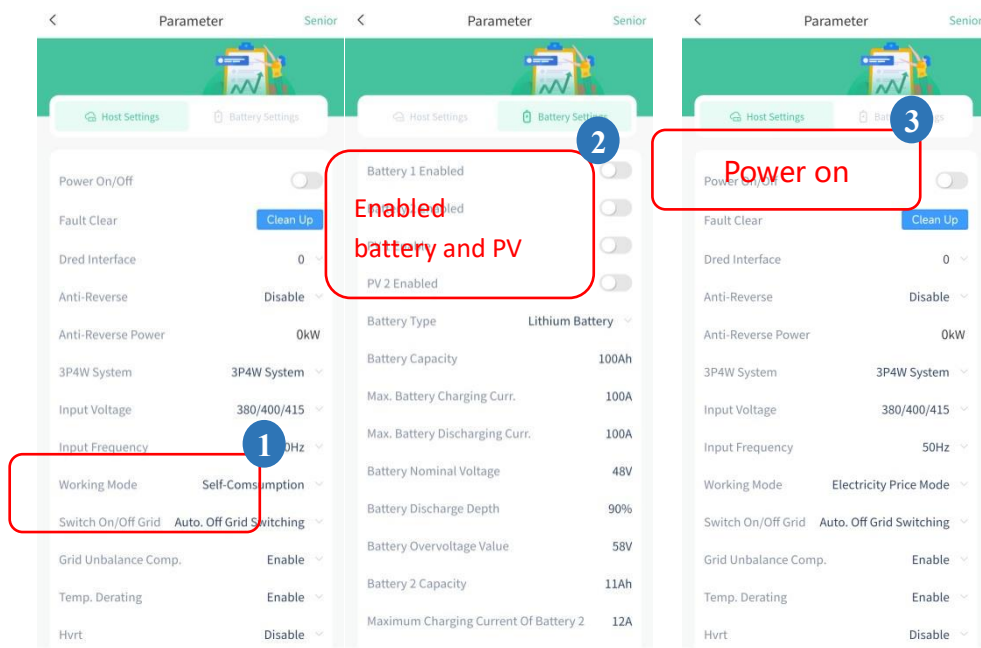 Parameter
Senior
Host Settings
Battery Settings
Power On/Off
Fault Clear
Clean Up
Dred Interface
0
Anti-Reverse
Disable
Anti-Reverse Power
0kW
3P4W System
3P4W System
Input Voltage
380/400/415
Input Frequency
0Hz
1
Working Mode
Self-Comsumption
Switch On/Off Grid
Auto. Off Grid Switching
Grid Unbalance Comp.
Enable
Temp. Derating
Enable
Hvrt
Disable
Parameter
Senior
Host Settings
Battery Settings
2
Battery 1 Enabled
Enabled
battery and PV
PV 2 Enabled
Battery Type
Lithium Battery
Battery Capacity
100Ah
Max. Battery Charging Curr.
100A
Max. Battery Discharging Curr.
100A
Battery Nominal Voltage
48V
Battery Discharge Depth
90%
Battery Overvoltage Value
58V
Battery 2 Capacity
11Ah
Maximum Charging Current Of Battery 2
12A
Parameter
Senior
Host Settings
3
Power on
Power On/Off
Fault Clear
Clean Up
Dred Interface
0
Anti-Reverse
Disable
Anti-Reverse Power
0kW
3P4W System
3P4W System
Input Voltage
380/400/415
Input Frequency
50Hz
Working Mode
Electricity Price Mode
Switch On/Off Grid
Auto. Off Grid Switching
Grid Unbalance Comp.
Enable
Temp. Derating
Enable
Hvrt
Disable